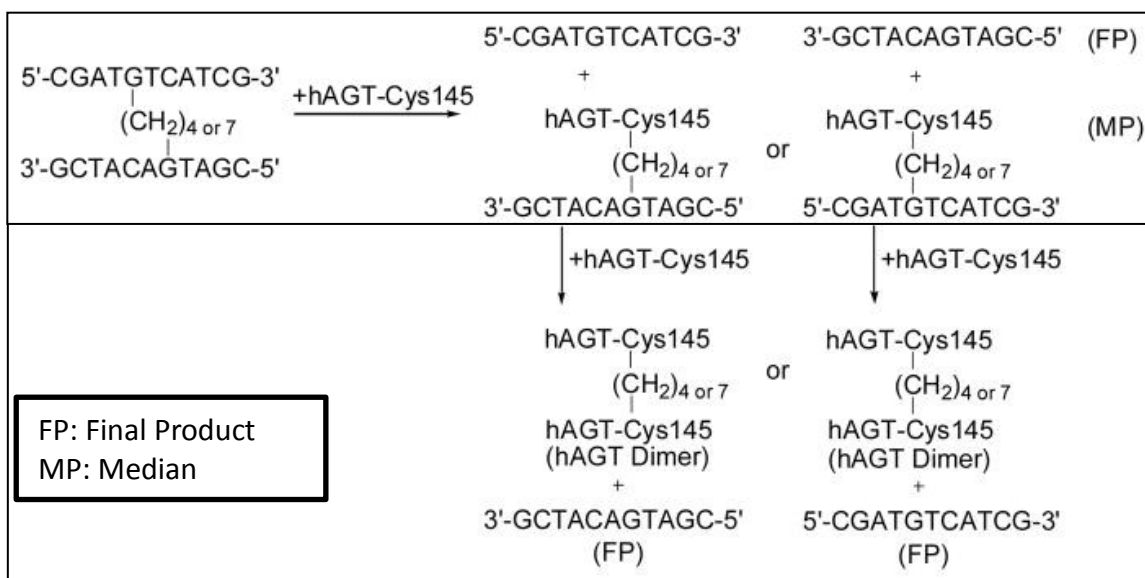 5'-CGATGTCATCG-3' 3'-GCTACAGTAGC-5' (FP)
+ +
5'-CGATGTCATCG-3' +hAGT-Cys145 hAGT-Cys145 hAGT-Cys145 (MP)
(CH2)4 or 7 (CH2)4 or 7 or (CH2)4 or 7
3'-GCTACAGTAGC-5' 3'-GCTACAGTAGC-5' 5'-CGATGTCATCG-3'
+hAGT-Cys145 +hAGT-Cys145
hAGT-Cys145 hAGT-Cys145
(CH2)4 or 7 or (CH2)4 or 7
hAGT-Cys145 hAGT-Cys145
(hAGT Dimer) (hAGT Dimer)
+ +
3'-GCTACAGTAGC-5' 5'-CGATGTCATCG-3'
(FP) (FP)
FP: Final Product
MP: Median